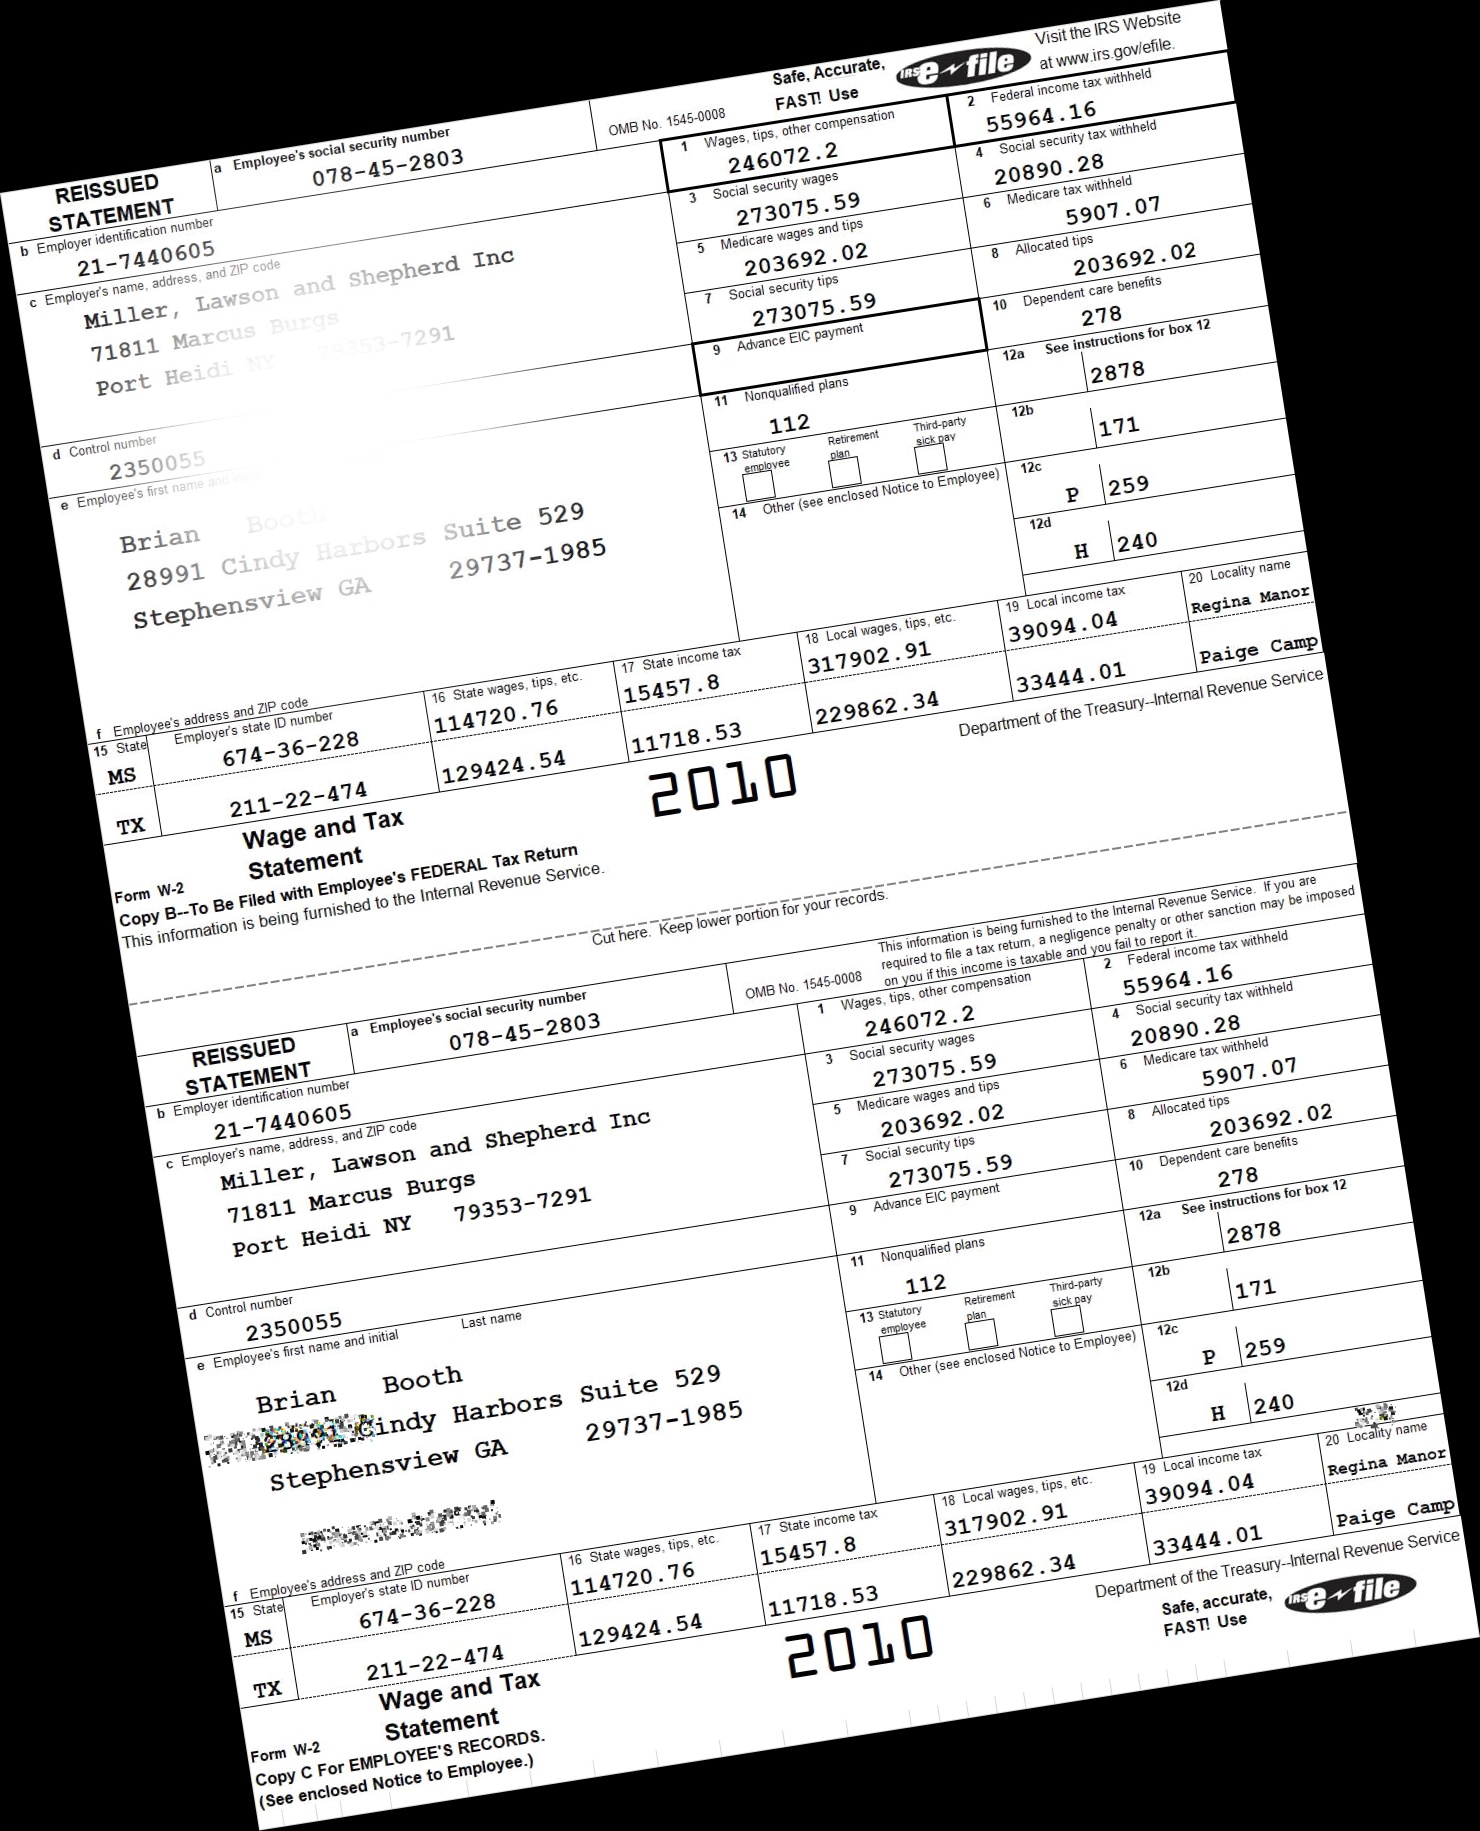 Safe, Accurate, FAST! Use IRS e-file Visit the IRS Website at www.irs.gov/efile.
REISSUED STATEMENT
a Employee's social security number
078-45-2803
OMB No. 1545-0008
1 Wages, tips, other compensation
246072.2
2 Federal income tax withheld
55964.16
b Employer identification number
21-7440605
3 Social security wages
273075.59
4 Social security tax withheld
20890.28
c Employer's name, address, and ZIP code
Miller, Lawson and Shepherd Inc
71811 Marcus Burgs
Port Heidi NY 79353-7291
5 Medicare wages and tips
203692.02
6 Medicare tax withheld
5907.07
7 Social security tips
273075.59
8 Allocated tips
203692.02
9 Advance EIC payment
10 Dependent care benefits
278
d Control number
2350055
11 Nonqualified plans
112
12a See instructions for box 12
2878
12b
171
12c
P 259
12d
H 240
13 Statutory employee Retirement plan Third-party sick pay
14 Other (see enclosed Notice to Employee)
e Employee's first name and initial
Brian Booth
28991 Cindy Harbors Suite 529
Stephensview GA 29737-1985
f Employee's address and ZIP code
15 State Employer's state ID number
16 State wages, tips, etc.
17 State income tax
18 Local wages, tips, etc.
19 Local income tax
20 Locality name
MS 674-36-228 114720.76 15457.8 317902.91 39094.04 Regina Manor
TX 211-22-474 129424.54 11718.53 229862.34 33444.01 Paige Camp
Form W-2 Wage and Tax Statement
2010
Department of the Treasury--Internal Revenue Service
Copy B--To Be Filed with Employee's FEDERAL Tax Return
This information is being furnished to the Internal Revenue Service.
Cut here. Keep lower portion for your records.
This information is being furnished to the Internal Revenue Service. If you are
required to file a tax return, a negligence penalty or other sanction may be imposed
on you if this income is taxable and you fail to report it.
REISSUED STATEMENT
a Employee's social security number
078-45-2803
OMB No. 1545-0008
1 Wages, tips, other compensation
246072.2
2 Federal income tax withheld
55964.16
b Employer identification number
21-7440605
3 Social security wages
273075.59
4 Social security tax withheld
20890.28
c Employer's name, address, and ZIP code
Miller, Lawson and Shepherd Inc
71811 Marcus Burgs
Port Heidi NY 79353-7291
5 Medicare wages and tips
203692.02
6 Medicare tax withheld
5907.07
7 Social security tips
273075.59
8 Allocated tips
203692.02
9 Advance EIC payment
10 Dependent care benefits
278
d Control number
2350055
11 Nonqualified plans
112
12a See instructions for box 12
2878
12b
171
12c
P 259
12d
H 240
13 Statutory employee Retirement plan Third-party sick pay
14 Other (see enclosed Notice to Employee)
e Employee's first name and initial Last name
Brian Booth
28991 Cindy Harbors Suite 529
Stephensview GA 29737-1985
f Employee's address and ZIP code
15 State Employer's state ID number
16 State wages, tips, etc.
17 State income tax
18 Local wages, tips, etc.
19 Local income tax
20 Locality name
MS 674-36-228 114720.76 15457.8 317902.91 39094.04 Regina Manor
TX 211-22-474 129424.54 11718.53 229862.34 33444.01 Paige Camp
Form W-2 Wage and Tax Statement
2010
Department of the Treasury--Internal Revenue Service
Safe, accurate, FAST! Use IRS e-file
Copy C For EMPLOYEE'S RECORDS.
(See enclosed Notice to Employee.)